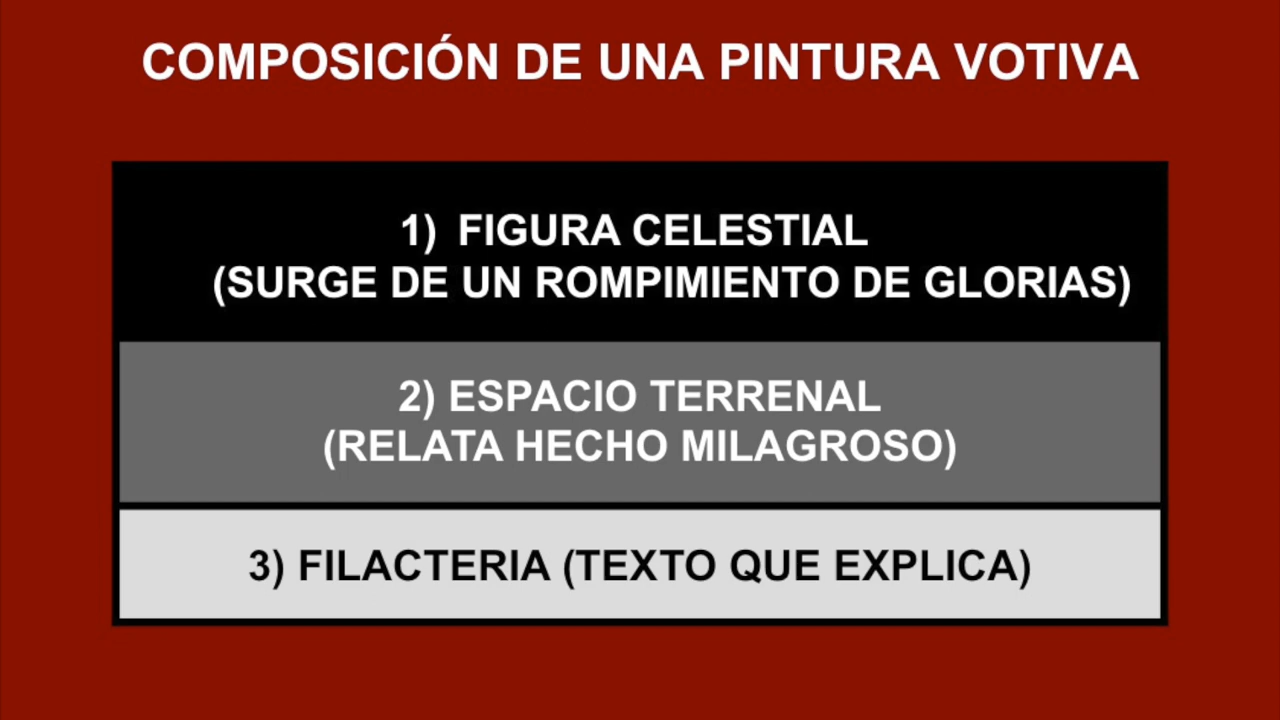 COMPOSICIÓN DE UNA PINTURA VOTIVA
1) FIGURA CELESTIAL
(SURGE DE UN ROMPIMIENTO DE GLORIAS)
2) ESPACIO TERRENAL
(RELATA HECHO MILAGROSO)
3) FILACTERIA (TEXTO QUE EXPLICA)